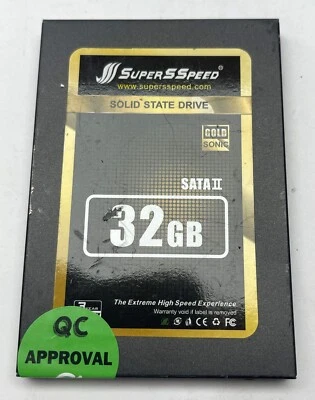 SUPERSSPEED®
www.supersspeed.com
SOLID STATE DRIVE
GOLD
SONIC
SATA II
32GB
The Extreme High Speed Experience
Warranty void if label is removed
QC
APPROVAL